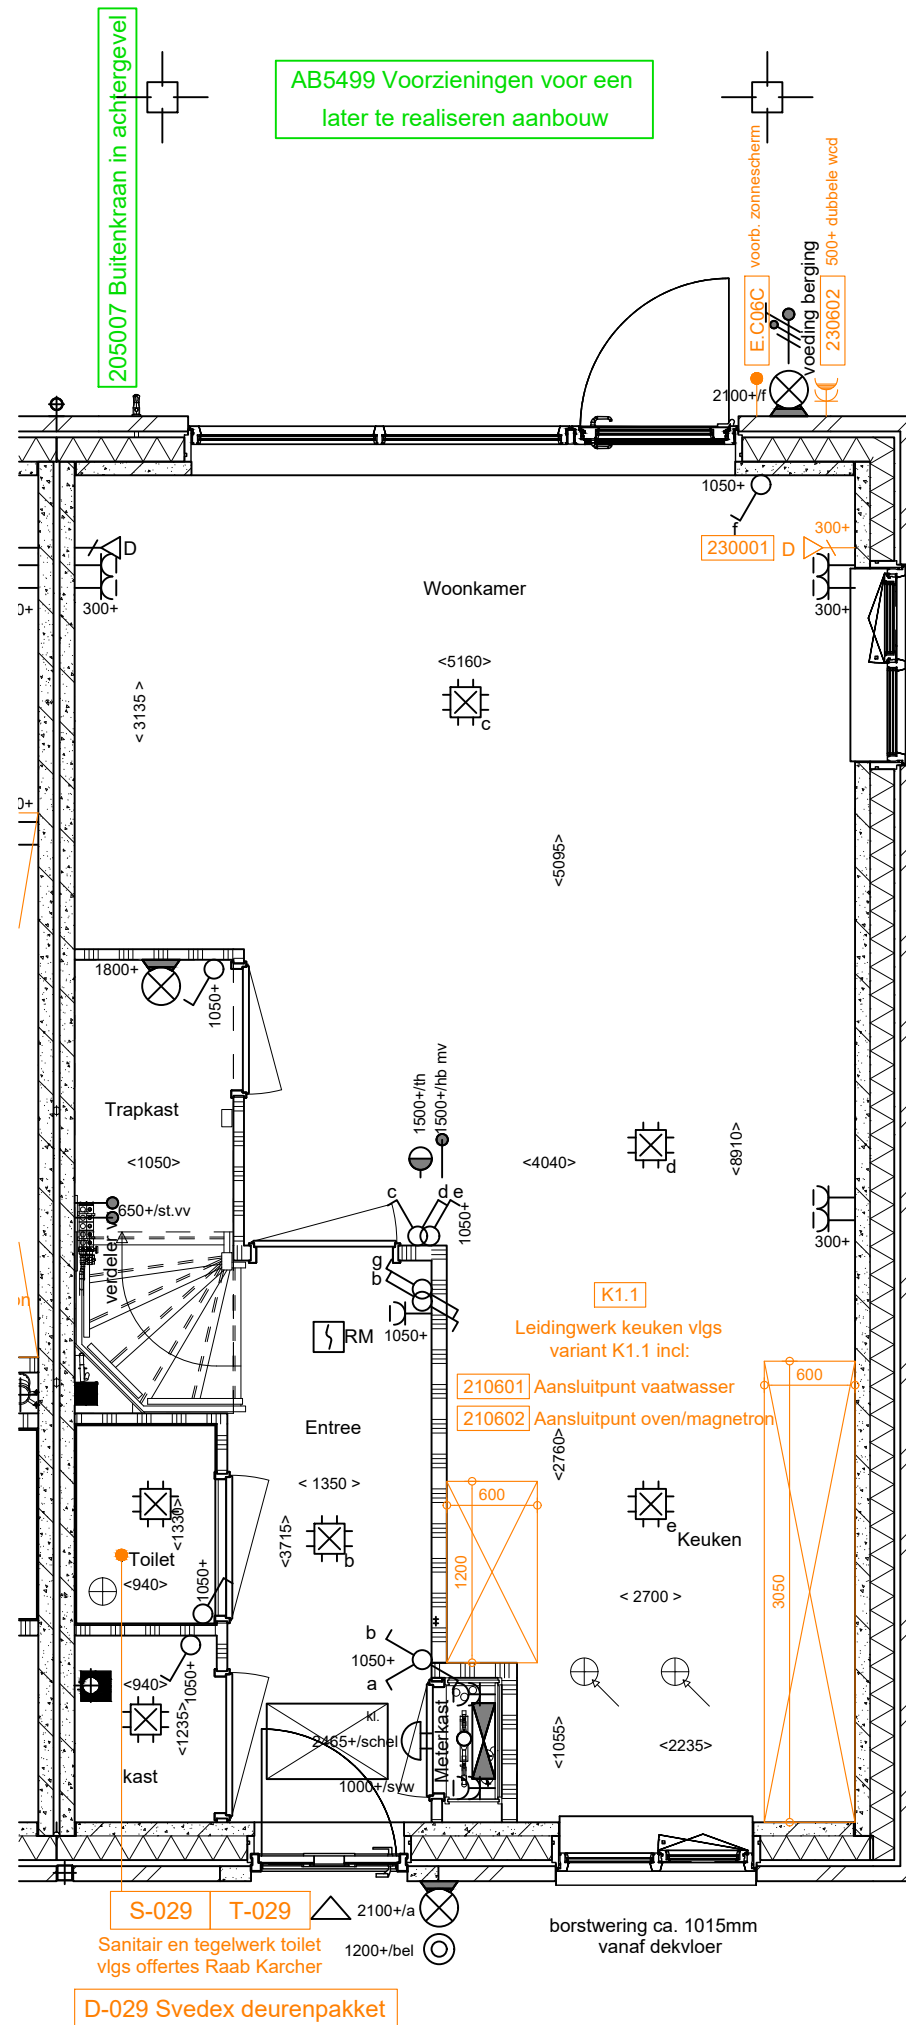 205007 Buitenkraan in achtergevel
AB5499 Voorzieningen voor een
later te realiseren aanbouw
voorb. zonnescherm
E.C06C
500+ dubbele wcd
230602
voeding berging
2100+/f
1050+
f
230001
D
300+
300+
D
300+
0+
Woonkamer
<5160>
c
< 3135 >
0+
<5095>
1800+
1050+
Trapkast
<1050>
650+/st.vv
verdeler v
1500+/th
1500+/hb mv
<4040>
d
<8910>
c
d e
1050+
300+
g
b
1050+
RM
K1.1
Leidingwerk keuken vlgs
variant K1.1 incl:
210601 Aansluitpunt vaatwasser
210602 Aansluitpunt oven/magnetron
on
600
Entree
<2760>
< 1350 >
600
<1330>
<3715>
b
e
Keuken
Toilet
<940>
1050+
1200
< 2700 >
3050
b
1050+
a
1050+
<940>
<1235>
kl.
2465+/schel
Meterkast
<1055>
<2235>
kast
1000+/svw
S-029
T-029
2100+/a
Sanitair en tegelwerk toilet
vlgs offertes Raab Karcher
1200+/bel
borstwering ca. 1015mm
vanaf dekvloer
D-029 Svedex deurenpakket